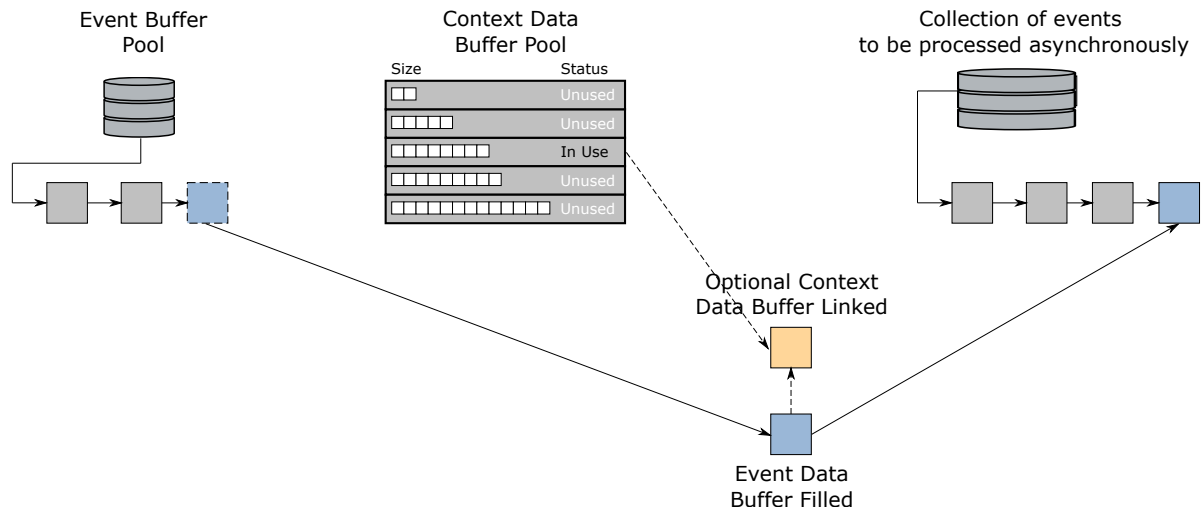 Event Buffer
Pool
Context Data
Buffer Pool
Size Status
Unused
Unused
In Use
Unused
Unused
Collection of events
to be processed asynchronously
Optional Context
Data Buffer Linked
Event Data
Buffer Filled